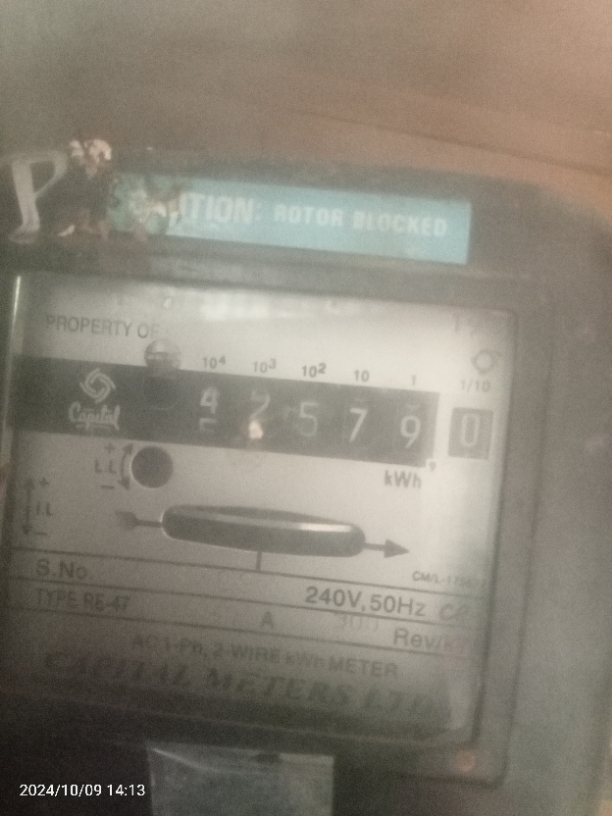 CAUTION: ROTOR BLOCKED
PROPERTY OF
10⁴ 10³ 10² 10 1 1/10
Capital
4 2 5 7 9 0
+
I.L
-
kWh
+
I.L
-
S.No.
240V,50Hz
TYPE RE-47
A Rev/
AC 1-Ph, 2-WIRE kWh METER
CAPITAL METERS LTD
2024/10/09 14:13